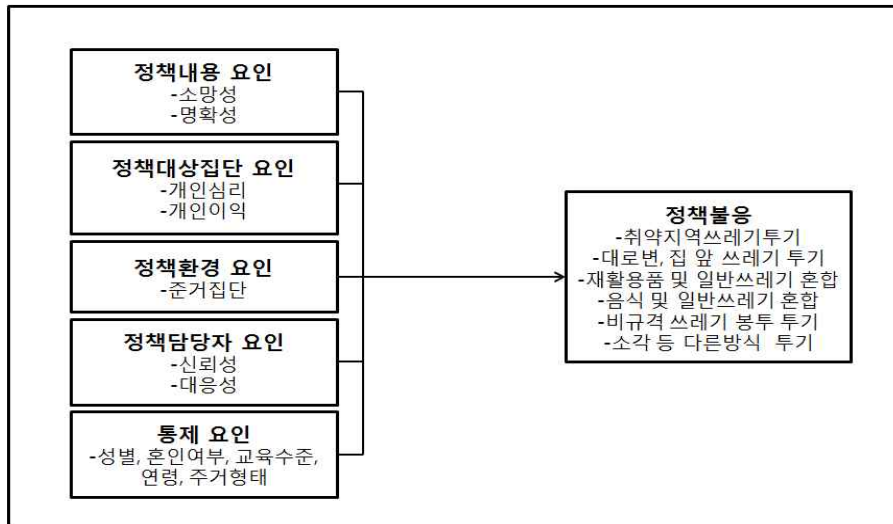 정책내용 요인
-소망성
-명확성
정책대상집단 요인
-개인심리
-개인이익
정책환경 요인
-준거집단
정책담당자 요인
-신뢰성
-대응성
통제 요인
-성별, 혼인여부, 교육수준,
연령, 주거형태
정책불응
-취약지역쓰레기투기
-대로변, 집 앞 쓰레기 투기
-재활용품 및 일반쓰레기 혼합
-음식 및 일반쓰레기 혼합
-비규격 쓰레기 봉투 투기
-소각 등 다른방식 투기